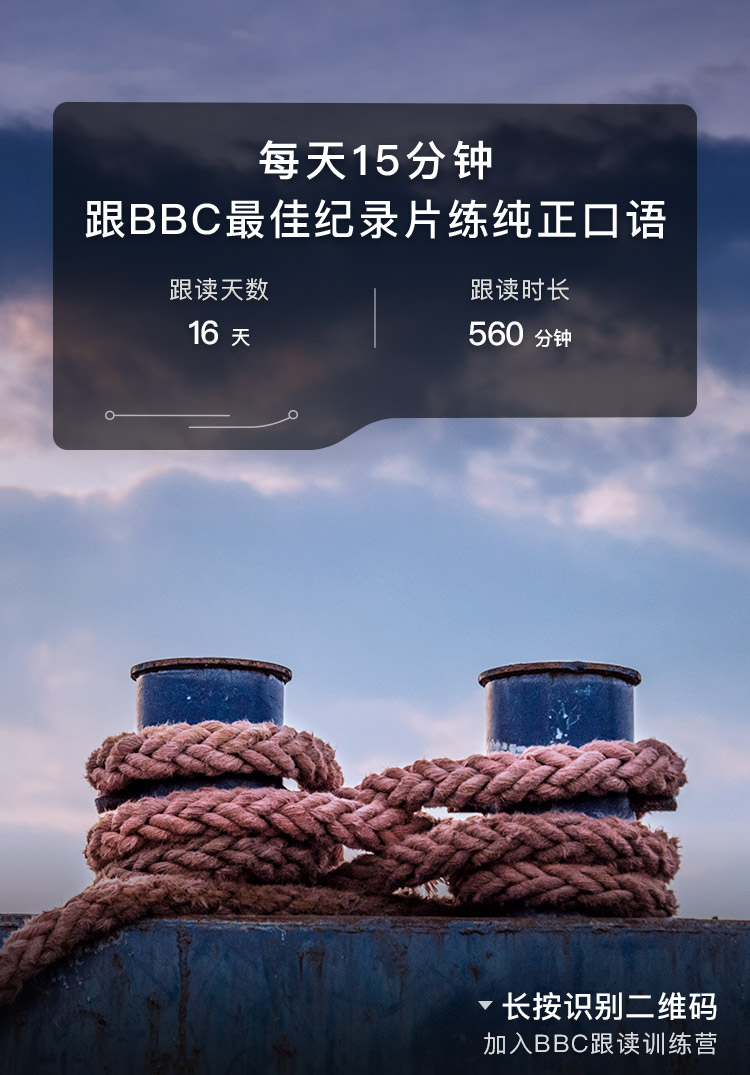 每天15分钟
跟BBC最佳纪录片练纯正口语
跟读天数
16 天
跟读时长
560 分钟
长按识别二维码
加入BBC跟读训练营